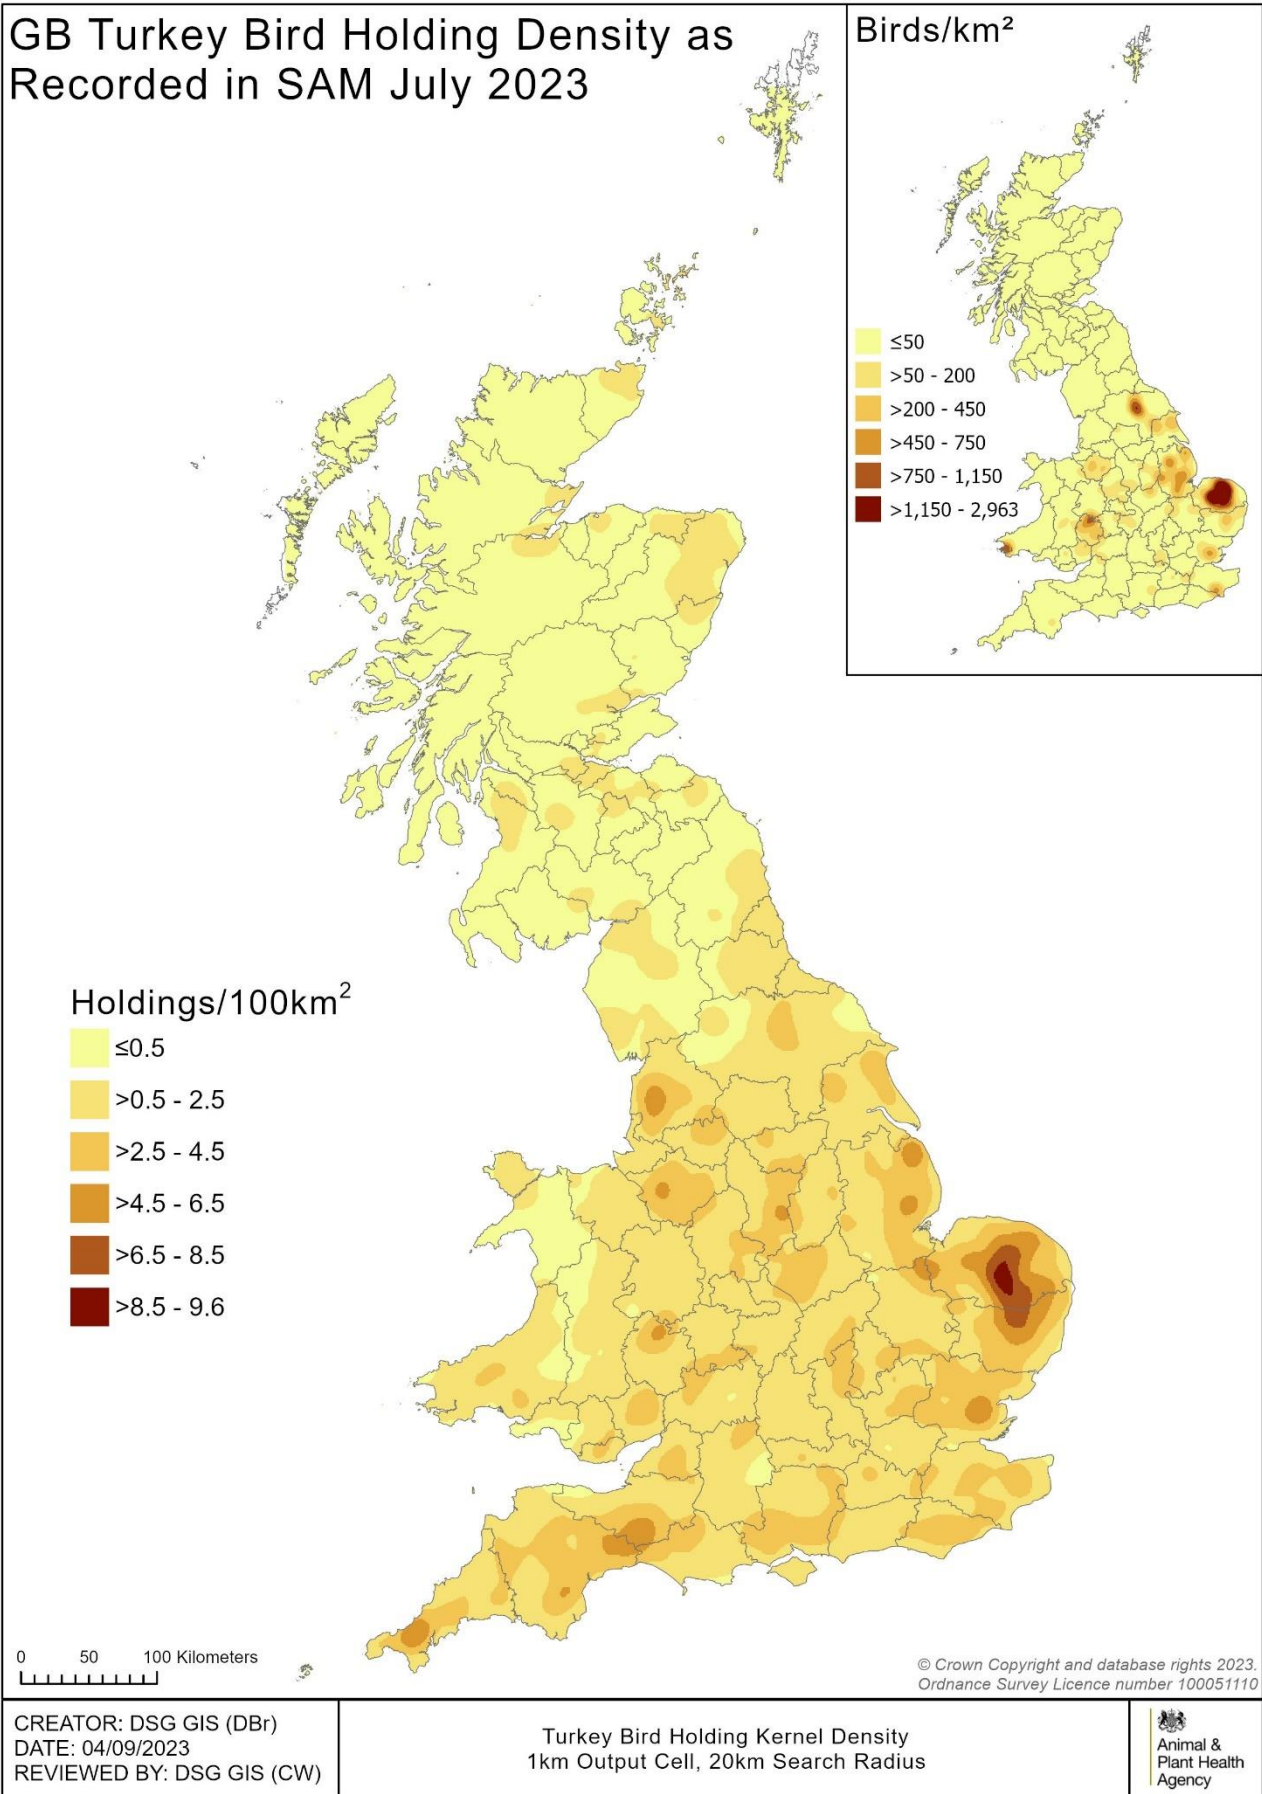 GB Turkey Bird Holding Density as
Recorded in SAM July 2023
Birds/km²
≤50
>50 - 200
>200 - 450
>450 - 750
>750 - 1,150
>1,150 - 2,963
Holdings/100km²
≤0.5
>0.5 - 2.5
>2.5 - 4.5
>4.5 - 6.5
>6.5 - 8.5
>8.5 - 9.6
0 50 100 Kilometers
© Crown Copyright and database rights 2023.
Ordnance Survey Licence number 100051110
CREATOR: DSG GIS (DBr)
DATE: 04/09/2023
REVIEWED BY: DSG GIS (CW)
Turkey Bird Holding Kernel Density
1km Output Cell, 20km Search Radius
Animal &
Plant Health
Agency